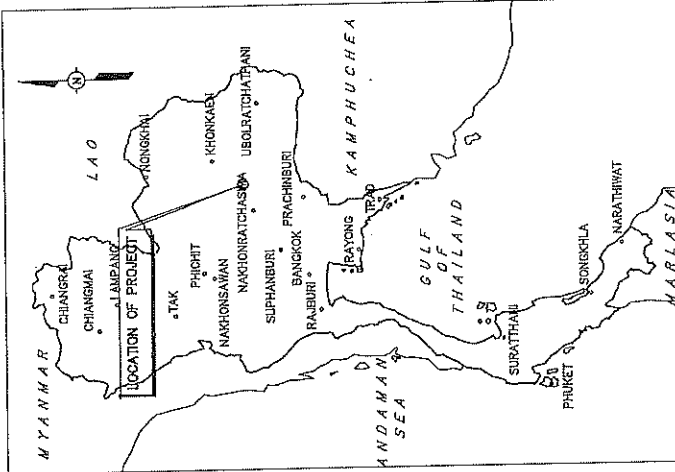 MYANMAR
LAO
CHIANGRAI
CHIANGMAI
LAMPANG
NONGKHAI
LOCATION OF PROJECT
TAK
PHICHIT
KHONKAEN
NAKHONSAWAN
NAKHONRATCHASIMA
UBOLRATCHATHANI
SUPHANBURI
PRACHINBURI
BANGKOK
RAJBURI
KAMPHUCHEA
RAYONG
TRAD
GULF
OF
THAILAND
ANDAMAN
SEA
SURATTHANI
PHUKET
SONGKHLA
NARATHIWAT
MARLASIA
N